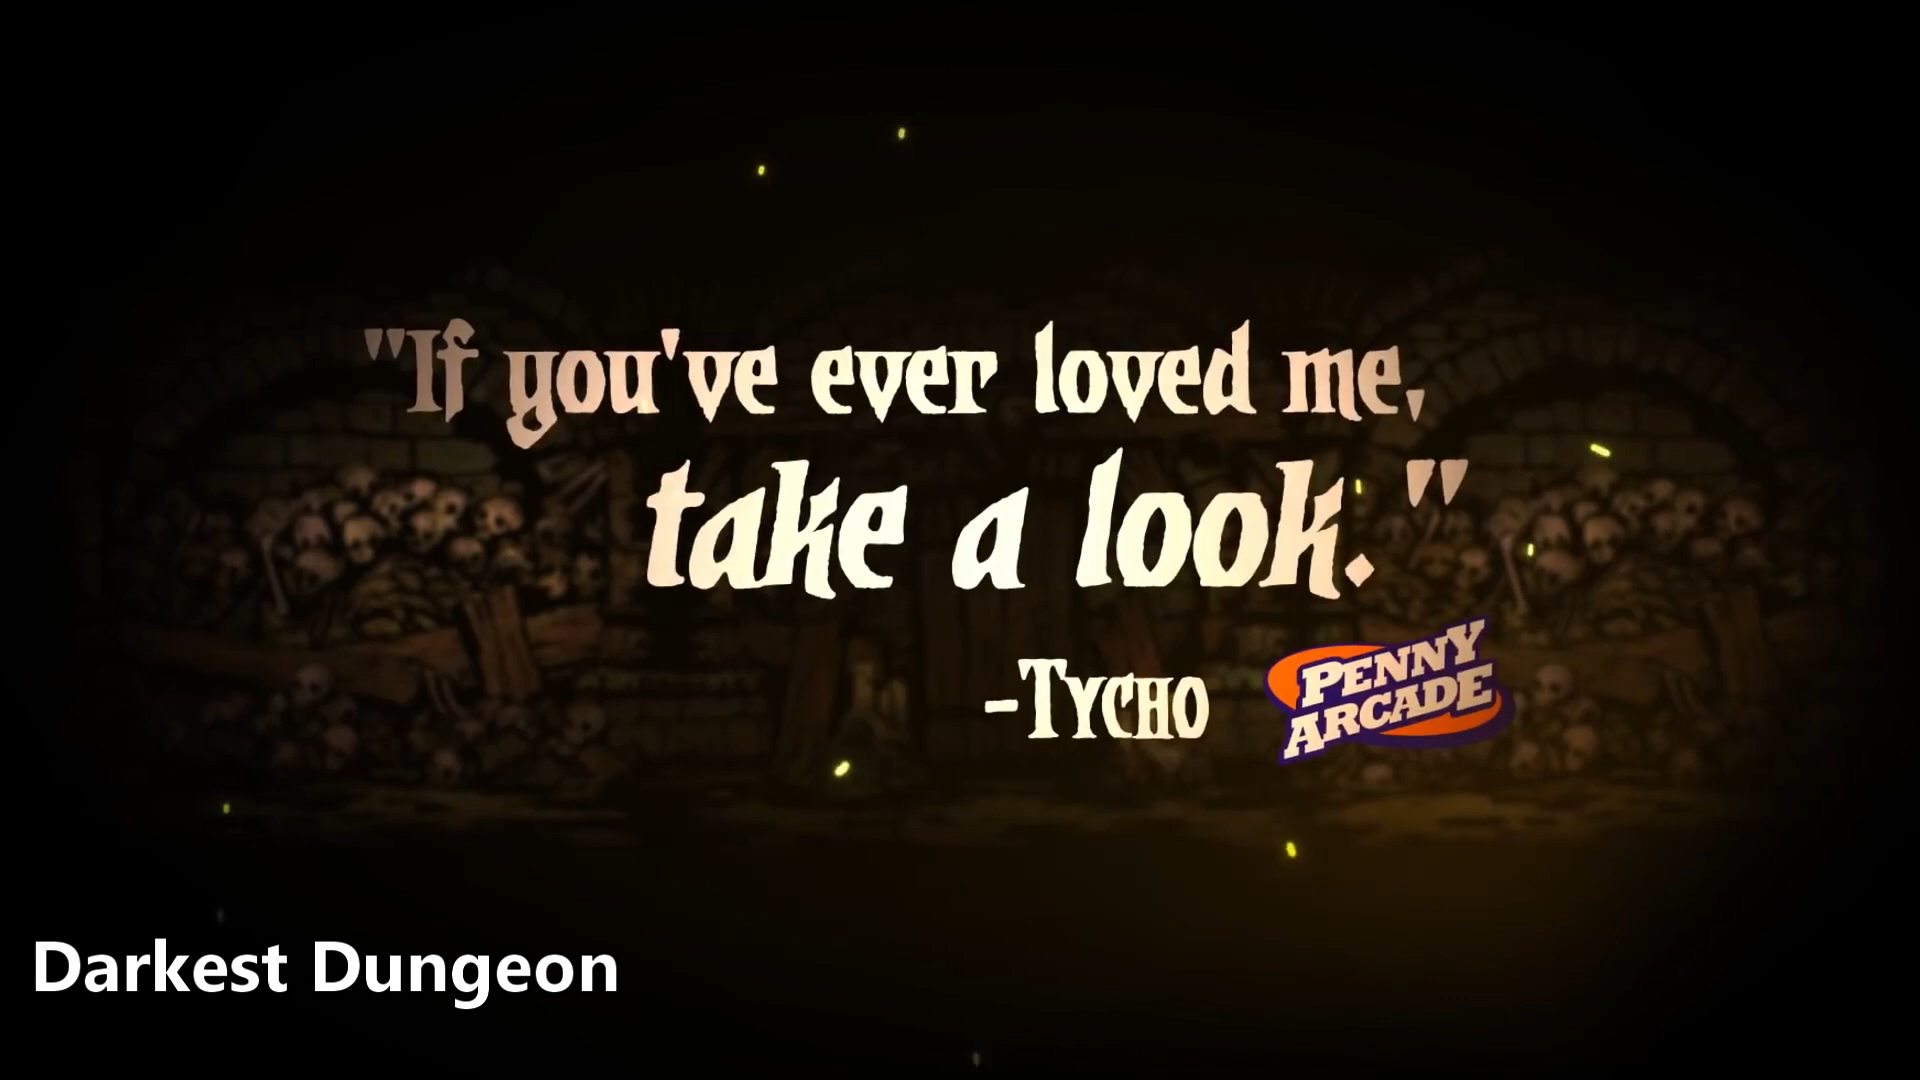 "If you've ever loved me,
take a look."
-Tycho
PENNY
ARCADE
Darkest Dungeon